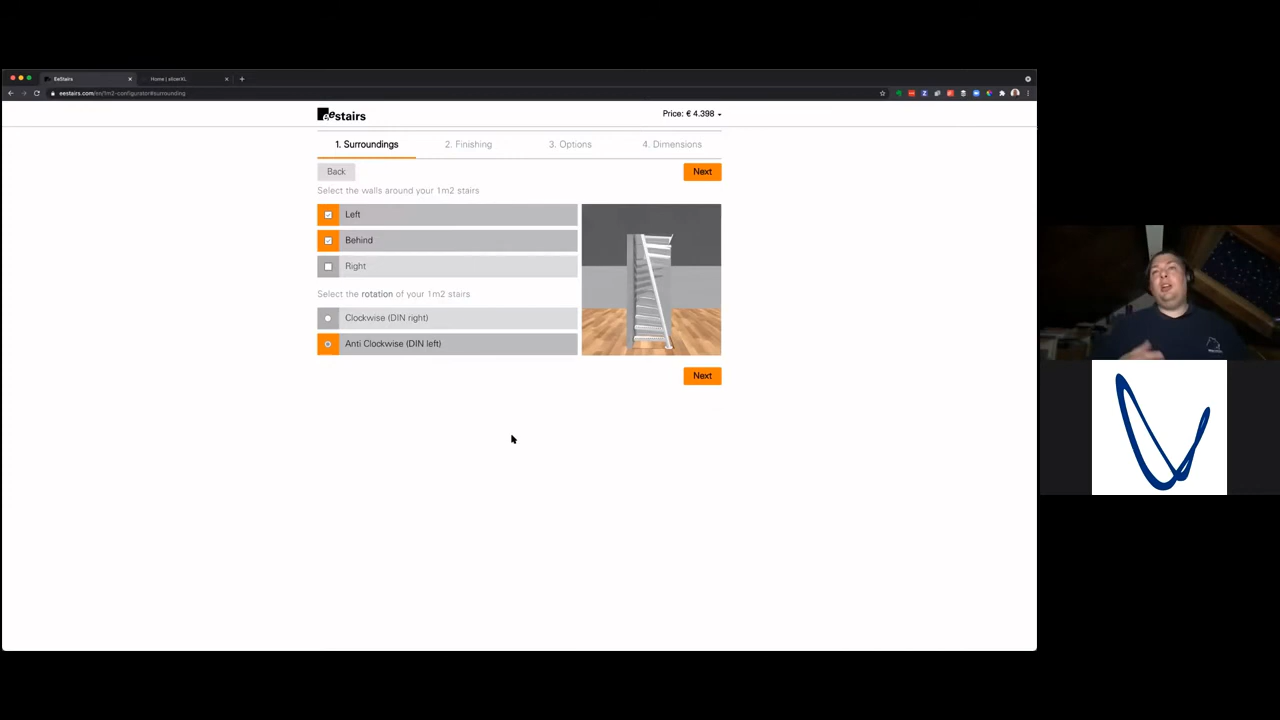 EeStairs
Home | slicerXL
eestairs.com/en/1m2-configurator#surrounding
eestairs
Price: € 4.398
1. Surroundings
2. Finishing
3. Options
4. Dimensions
Back
Next
Select the walls around your 1m2 stairs
Left
Behind
Right
Select the rotation of your 1m2 stairs
Clockwise (DIN right)
Anti Clockwise (DIN left)
Next